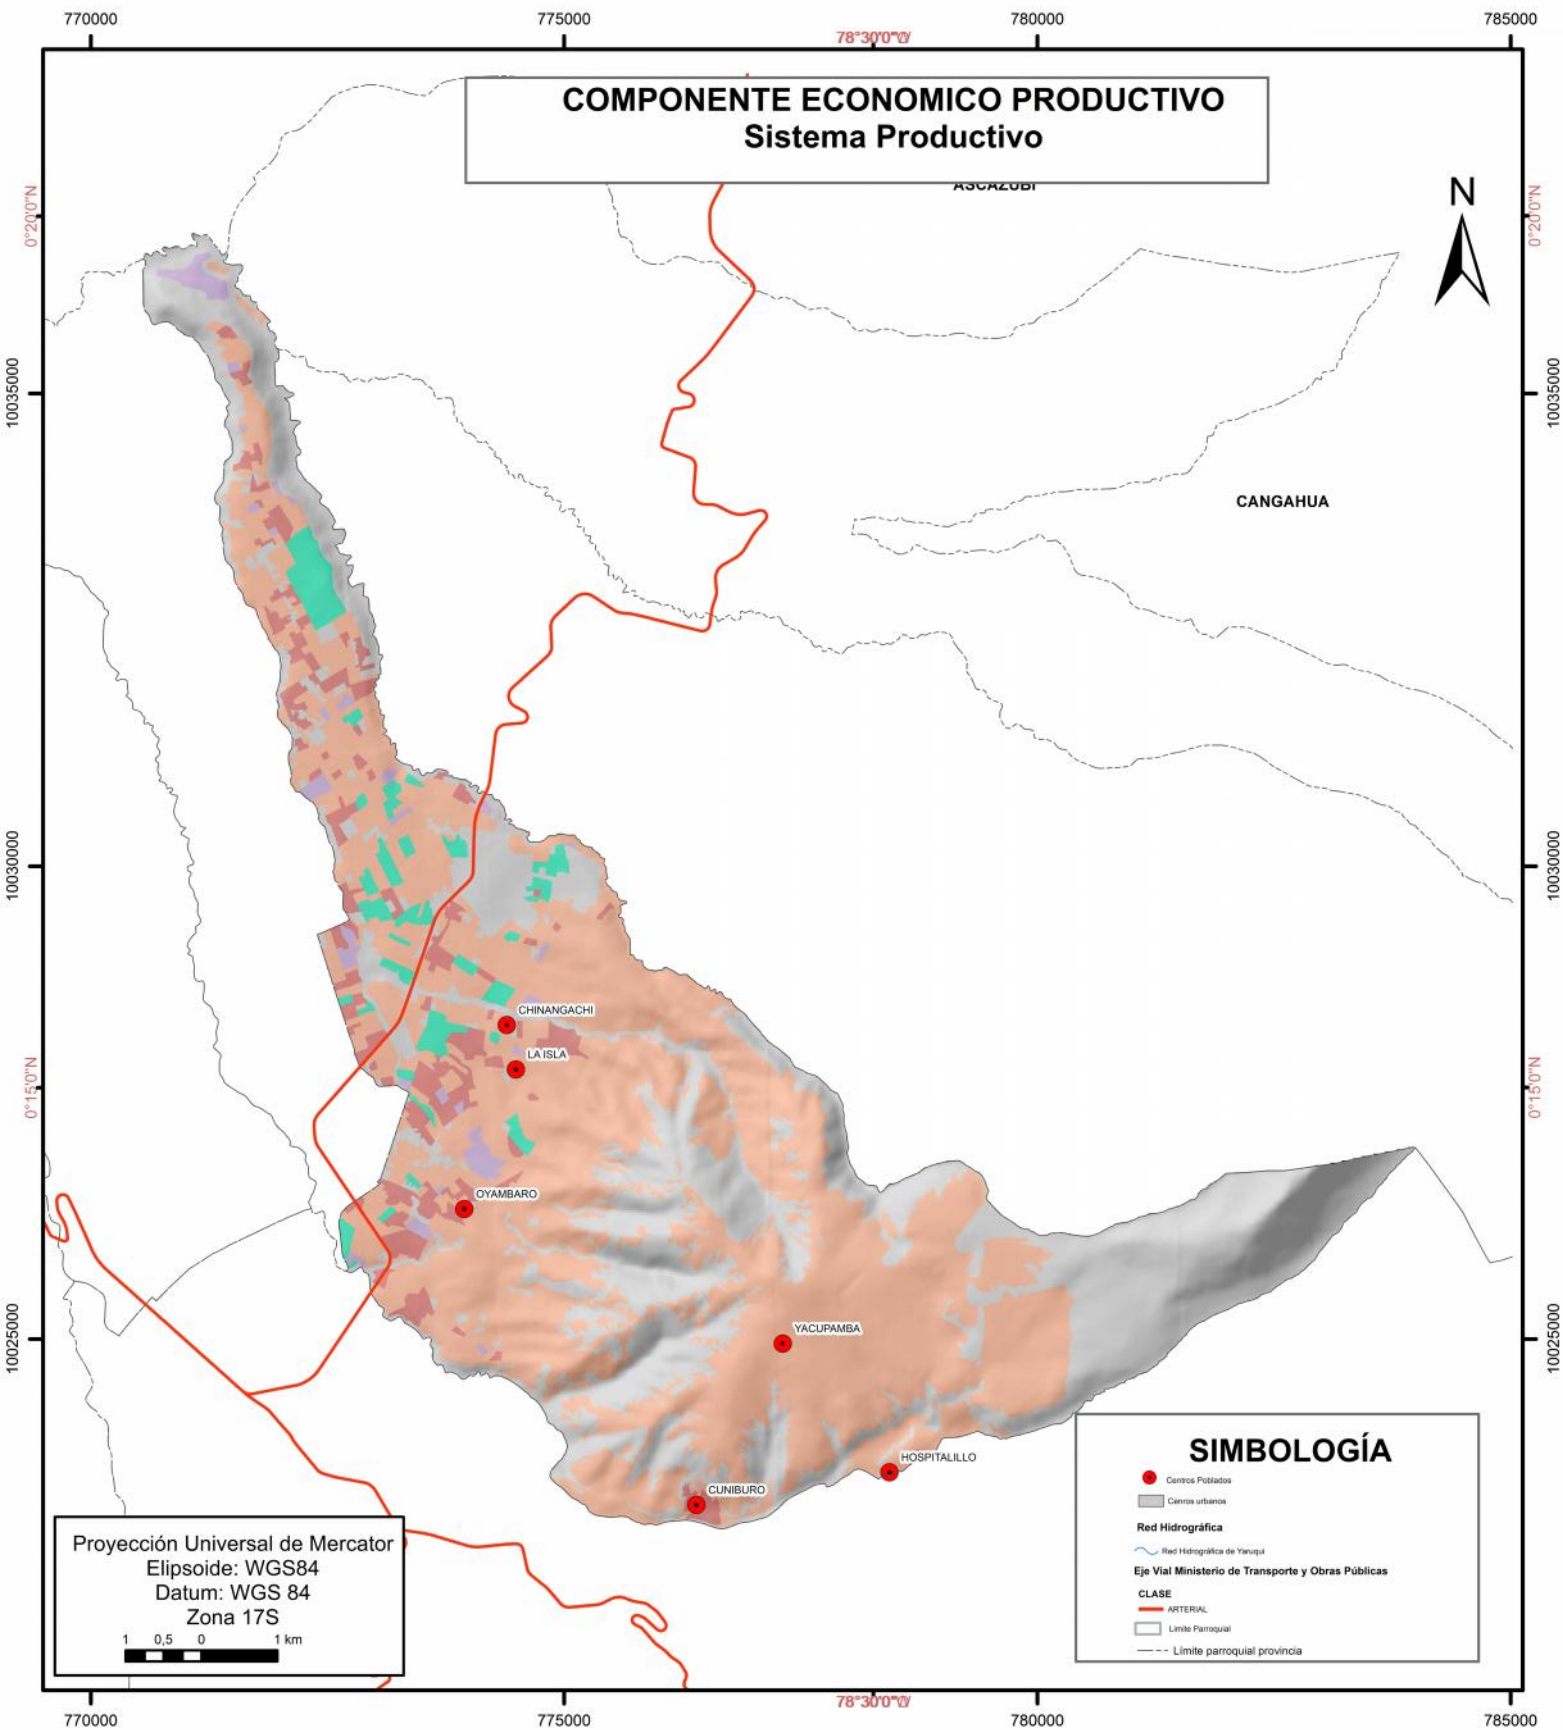 770000
775000
780000
785000
78°30'0"W
COMPONENTE ECONOMICO PRODUCTIVO
Sistema Productivo
ASCAZUBI
N
0°20'0"N
0°20'0"N
10035000
10035000
CANGAHUA
10030000
10030000
CHINANGACHI
LA ISLA
0°15'0"N
0°15'0"N
OYAMBARO
YACUPAMBA
10025000
10025000
HOSPITALILLO
CUNIBURO
SIMBOLOGÍA
Centros Poblados
Cenros urbanos
Red Hidrográfica
Red Hidrográfica de Yaruqui
Eje Vial Ministerio de Transporte y Obras Públicas
CLASE
ARTERIAL
Limite Parroquial
Límite parroquial provincia
Proyección Universal de Mercator
Elipsoide: WGS84
Datum: WGS 84
Zona 17S
1 0,5 0 1 km
770000
775000
78°30'0"W
780000
785000